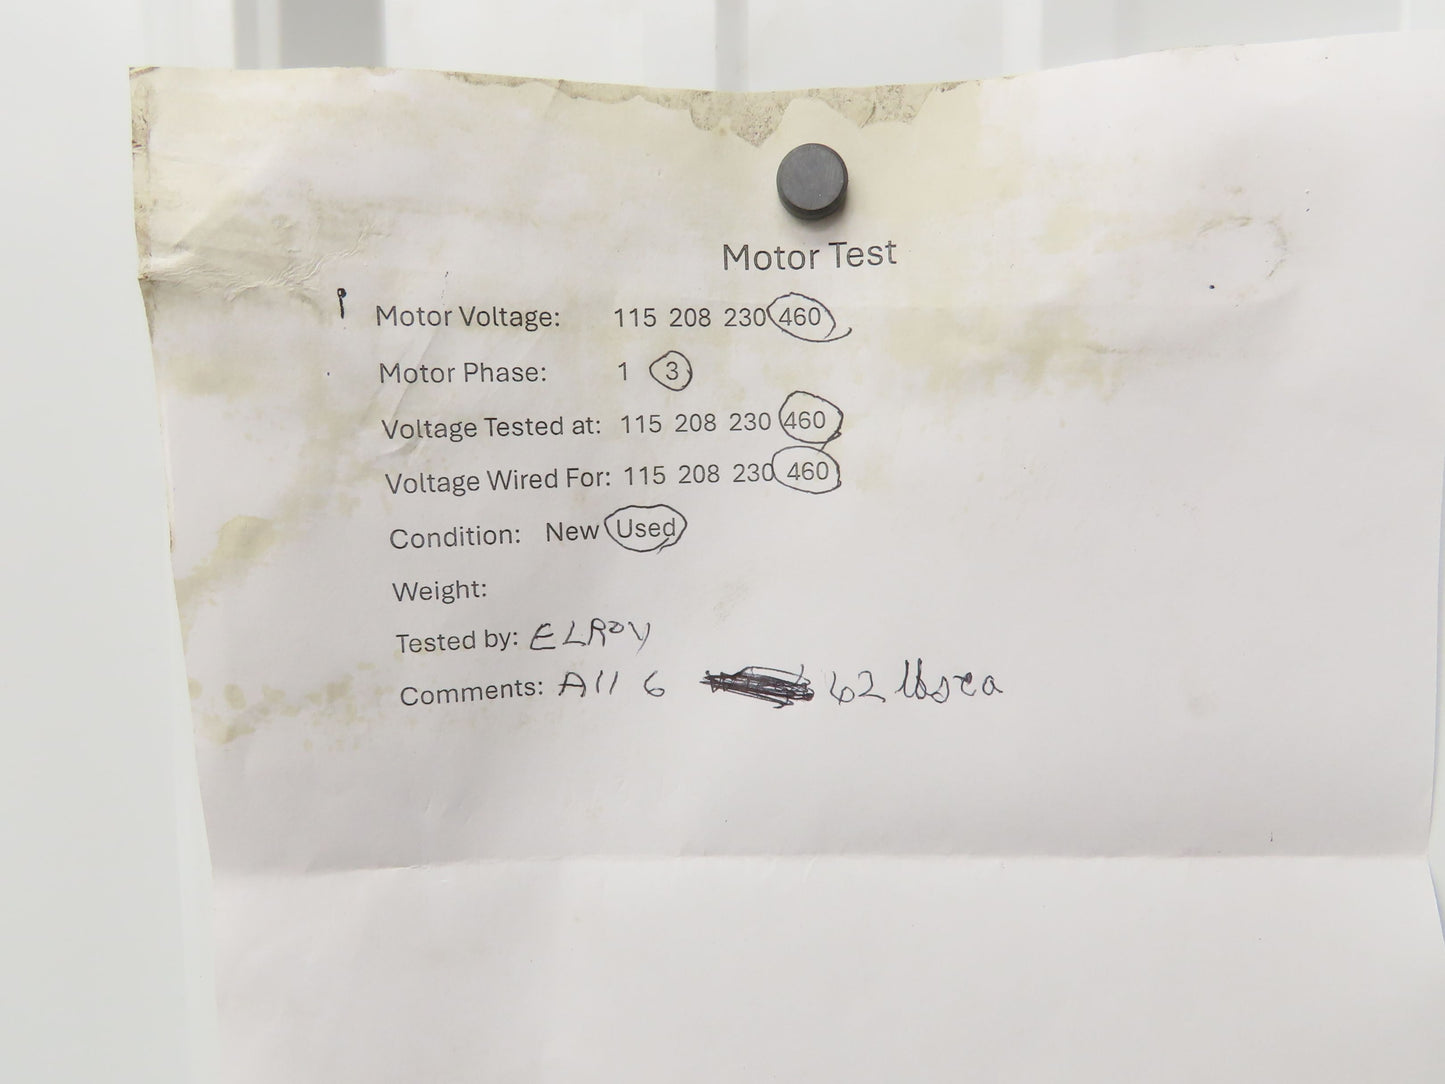 Motor Test
Motor Voltage: 115 208 230 460
Motor Phase: 1 3
Voltage Tested at: 115 208 230 460
Voltage Wired For: 115 208 230 460
Condition: New Used
Weight:
Tested by: ELROY
Comments: All 6 62 lbs ea